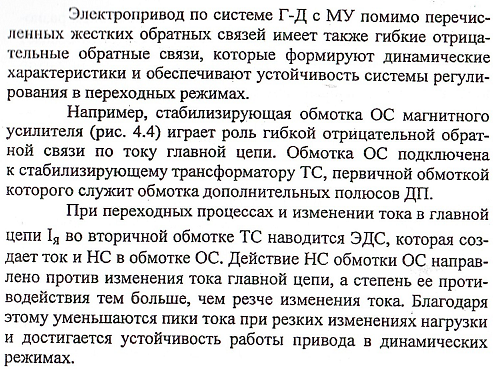 Электропривод по системе Г-Д с МУ помимо перечис-
ленных жестких обратных связей имеет также гибкие отрица-
тельные обратные связи, которые формируют динамические
характеристики и обеспечивают устойчивость системы регули-
рования в переходных режимах.
Например, стабилизирующая обмотка ОС магнитного
усилителя (рис. 4.4) играет роль гибкой отрицательной обрат-
ной связи по току главной цепи. Обмотка ОС подключена
к стабилизирующему трансформатору ТС, первичной обмоткой
которого служит обмотка дополнительных полюсов ДП.
При переходных процессах и изменении тока в главной
цепи Iя во вторичной обмотке ТС наводится ЭДС, которая соз-
дает ток и НС в обмотке ОС. Действие НС обмотки ОС направ-
лено против изменения тока главной цепи, а степень ее проти-
водействия тем больше, чем резче изменения тока. Благодаря
этому уменьшаются пики тока при резких изменениях нагрузки
и достигается устойчивость работы привода в динамических
режимах.